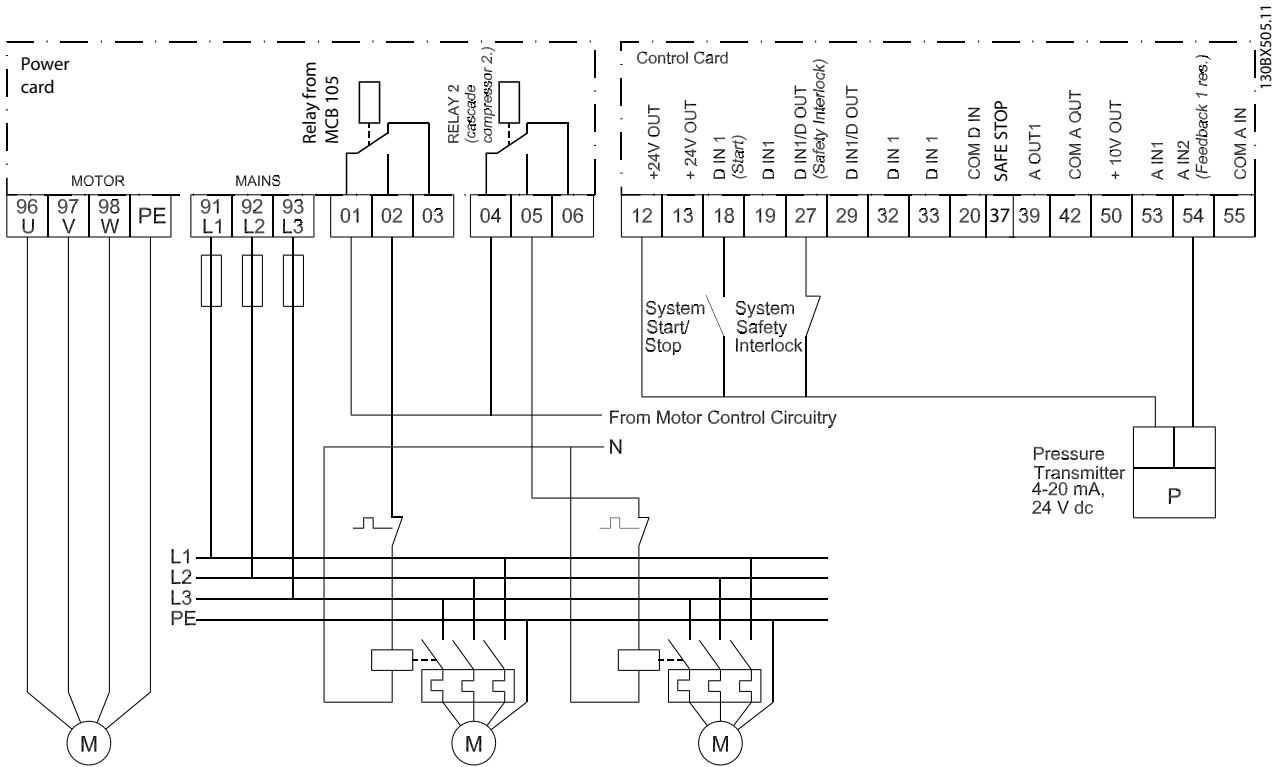 130BX505.11
Power
card
Relay from
MCB 105
RELAY 2
(cascade
compressor 2.)
MOTOR
MAINS
96 97 98 PE
U V W
91 92 93
L1 L2 L3
01 02 03
04 05 06
Control Card
+24V OUT
+ 24V OUT
D IN 1
(Start)
D IN1
D IN1/D OUT
(Safety Interlock)
D IN1/D OUT
D IN 1
D IN 1
COM D IN
SAFE STOP
A OUT1
COM A OUT
+ 10V OUT
A IN1
A IN2
(Feedback 1 res.)
COM A IN
12 13 18 19 27 29 32 33 20 37 39 42 50 53 54 55
System
Start/
Stop
System
Safety
Interlock
From Motor Control Circuitry
N
Pressure
Transmitter
4-20 mA,
24 V dc
P
L1
L2
L3
PE
M
M
M